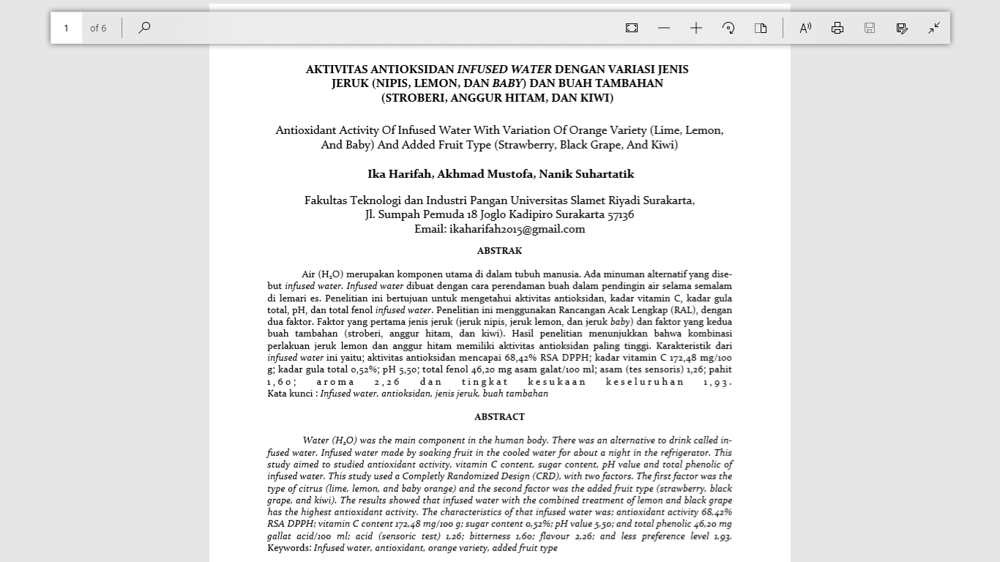 1 of 6
AKTIVITAS ANTIOKSIDAN INFUSED WATER DENGAN VARIASI JENIS
JERUK (NIPIS, LEMON, DAN BABY) DAN BUAH TAMBAHAN
(STROBERI, ANGGUR HITAM, DAN KIWI)
Antioxidant Activity Of Infused Water With Variation Of Orange Variety (Lime, Lemon,
And Baby) And Added Fruit Type (Strawberry, Black Grape, And Kiwi)
Ika Harifah, Akhmad Mustofa, Nanik Suhartatik
Fakultas Teknologi dan Industri Pangan Universitas Slamet Riyadi Surakarta,
Jl. Sumpah Pemuda 18 Joglo Kadipiro Surakarta 57136
Email: ikaharifah2015@gmail.com
ABSTRAK
Air (H₂O) merupakan komponen utama di dalam tubuh manusia. Ada minuman alternatif yang dise-
but infused water. Infused water dibuat dengan cara perendaman buah dalam pendingin air selama semalam
di lemari es. Penelitian ini bertujuan untuk mengetahui aktivitas antioksidan, kadar vitamin C, kadar gula
total, pH, dan total fenol infused water. Penelitian ini menggunakan Rancangan Acak Lengkap (RAL), dengan
dua faktor. Faktor yang pertama jenis jeruk (jeruk nipis, jeruk lemon, dan jeruk baby) dan faktor yang kedua
buah tambahan (stroberi, anggur hitam, dan kiwi). Hasil penelitian menunjukkan bahwa kombinasi
perlakuan jeruk lemon dan anggur hitam memiliki aktivitas antioksidan paling tinggi. Karakteristik dari
infused water ini yaitu; aktivitas antioksidan mencapai 68,42% RSA DPPH; kadar vitamin C 172,48 mg/100
g; kadar gula total 0,52%; pH 5,50; total fenol 46,20 mg asam galat/100 ml; asam (tes sensoris) 1,26; pahit
1,60; aroma 2,26 dan tingkat kesukaan keseluruhan 1,93.
Kata kunci : Infused water, antioksidan, jenis jeruk, buah tambahan
ABSTRACT
Water (H₂O) was the main component in the human body. There was an alternative to drink called in-
fused water. Infused water made by soaking fruit in the cooled water for about a night in the refrigerator. This
study aimed to studied antioxidant activity, vitamin C content, sugar content, pH value and total phenolic of
infused water. This study used a Completly Randomized Design (CRD), with two factors. The first factor was the
type of citrus (lime, lemon, and baby orange) and the second factor was the added fruit type (strawberry, black
grape, and kiwi). The results showed that infused water with the combined treatment of lemon and black grape
has the highest antioxidant activity. The characteristics of that infused water was; antioxidant activity 68,42%
RSA DPPH; vitamin C content 172,48 mg/100 g; sugar content 0,52%; pH value 5,50; and total phenolic 46,20 mg
gallat acid/100 ml; acid (sensoric test) 1,26; bitterness 1,60; flavour 2,26; and less preference level 1,93.
Keywords: Infused water, antioxidant, orange variety, added fruit type